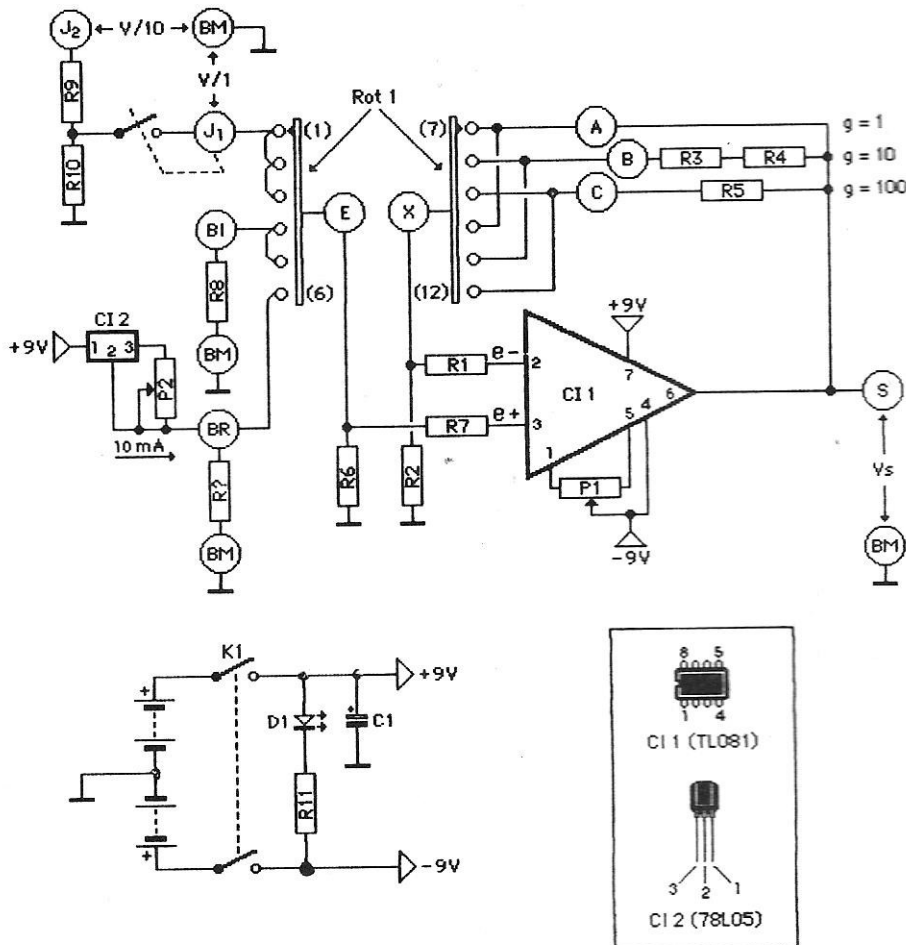 J2
V/10
BM
V/1
R9
R10
J1
(1)
Rot 1
(7)
A
g = 1
B
R3
R4
g = 10
C
R5
g = 100
E
X
BI
R8
BM
(6)
(12)
CI 2
+9V
1 2 3
P2
BR
10 mA
R?
BM
R1
e-
2
R7
e+
3
R6
R2
CI 1
+9V
7
6
4
5
1
P1
-9V
S
Vs
BM
K1
+
+9V
D1
+
C1
R11
+
-9V
8 5
1 4
CI 1 (TL081)
3 2 1
CI 2 (78L05)